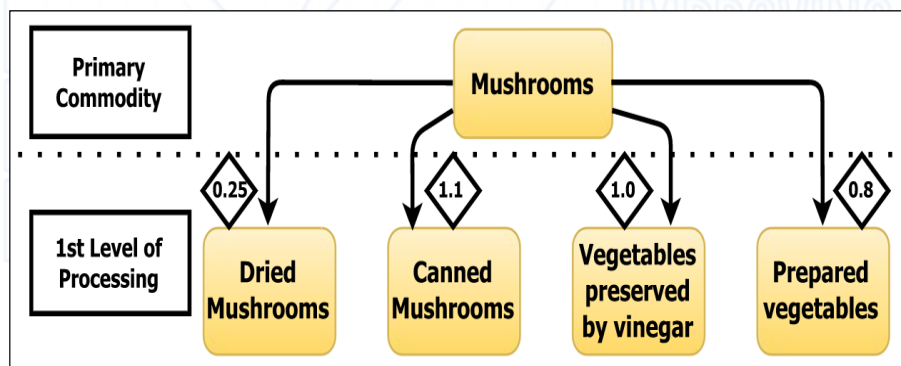 Primary
Commodity
Mushrooms
0.25
1.1
1.0
0.8
1st Level of
Processing
Dried
Mushrooms
Canned
Mushrooms
Vegetables
preserved
by vinegar
Prepared
vegetables